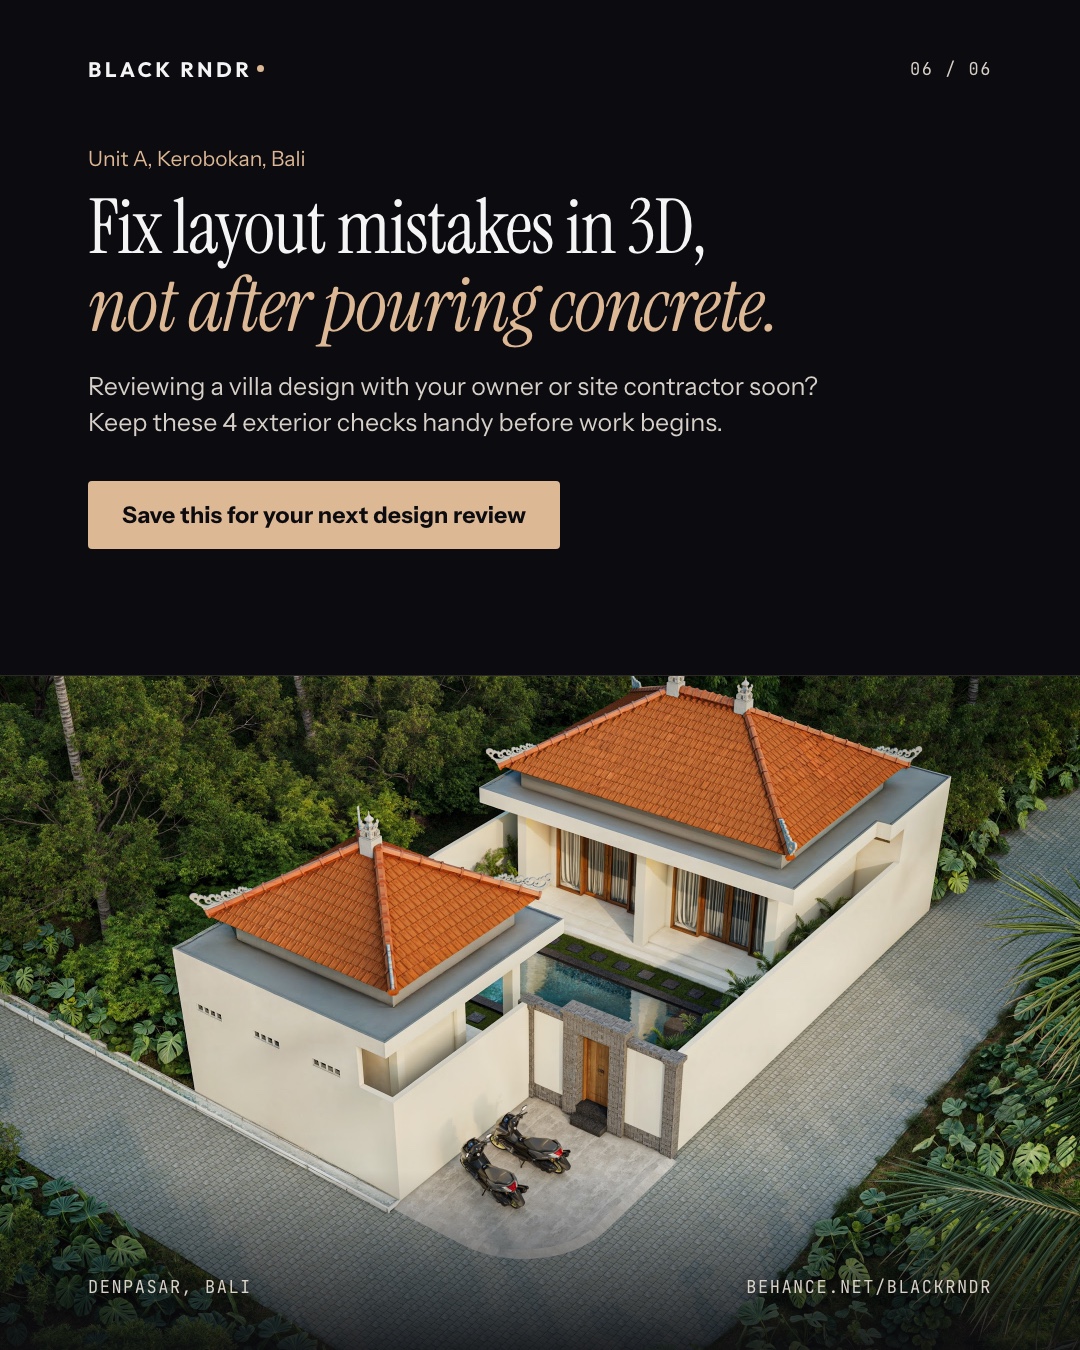 BLACK RNDR
06 / 06
Unit A, Kerobokan, Bali
Fix layout mistakes in 3D,
not after pouring concrete.
Reviewing a villa design with your owner or site contractor soon?
Keep these 4 exterior checks handy before work begins.
Save this for your next design review
DENPASAR, BALI
BEHANCE.NET/BLACKRNDR